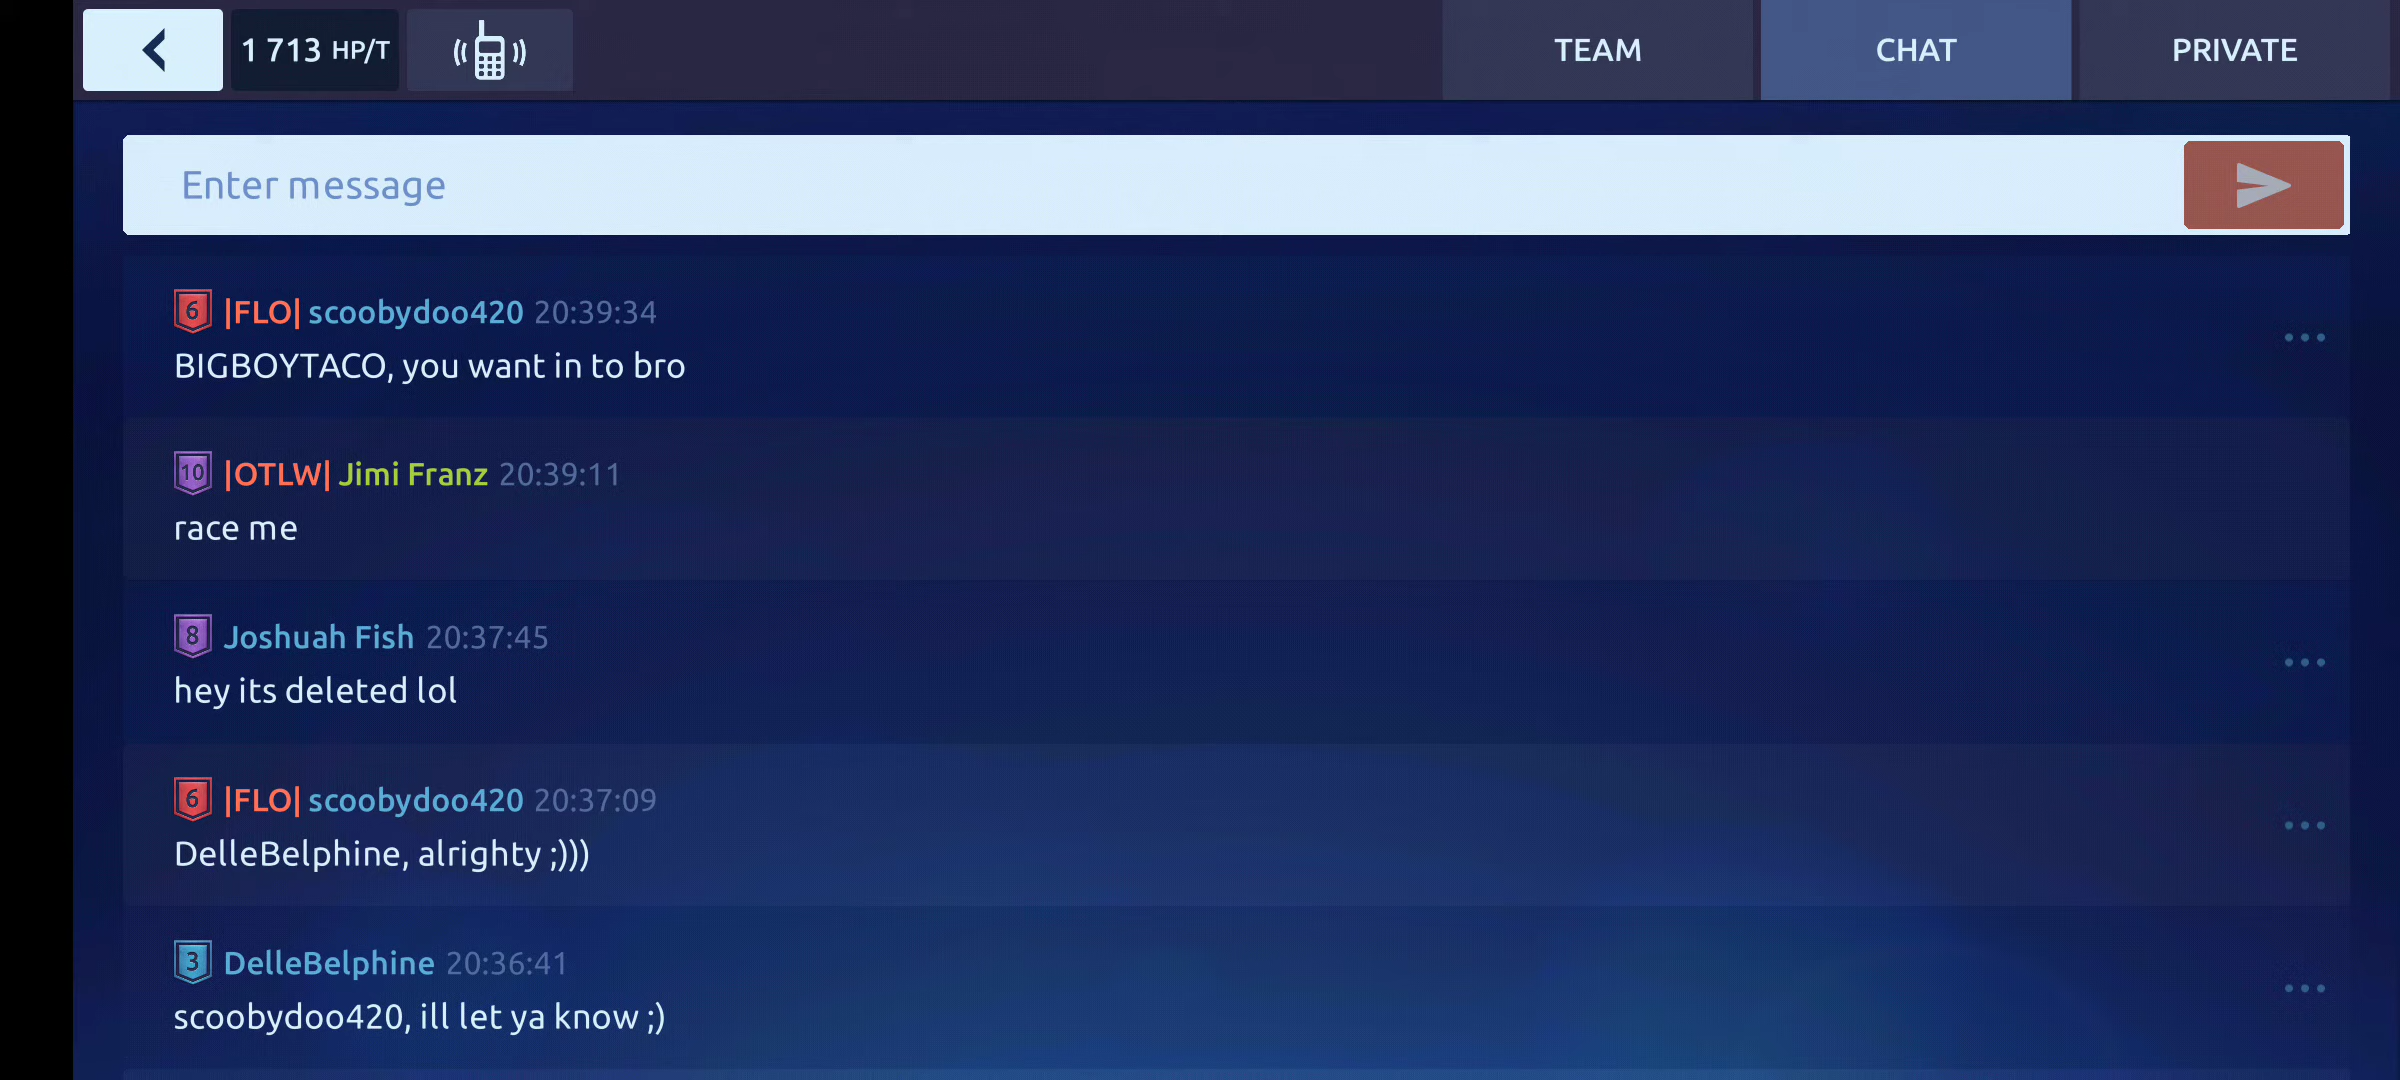 1 713 HP/T
TEAM
CHAT
PRIVATE
Enter message
6 |FLO| scoobydoo420 20:39:34
BIGBOYTACO, you want in to bro
10 |OTLW| Jimi Franz 20:39:11
race me
8 Joshuah Fish 20:37:45
hey its deleted lol
6 |FLO| scoobydoo420 20:37:09
DelleBelphine, alrighty ;)))
3 DelleBelphine 20:36:41
scoobydoo420, ill let ya know ;)